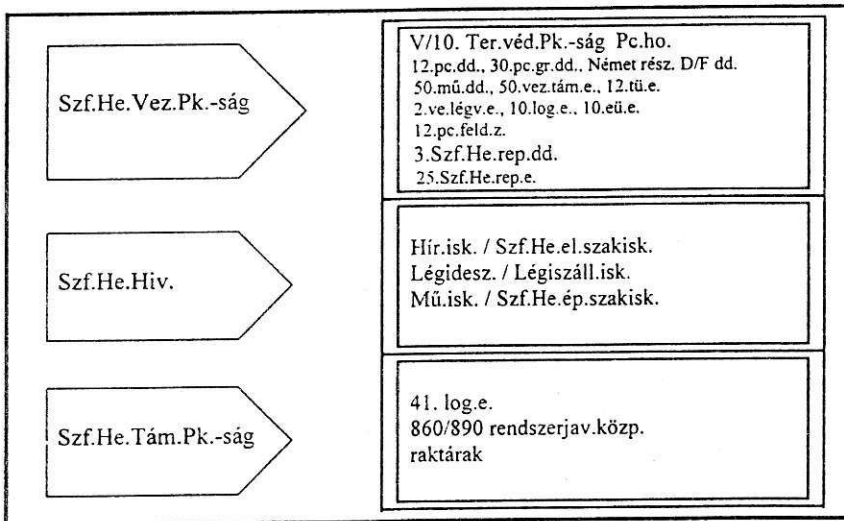 Szf.He.Vez.Pk.-ság
V/10. Ter.véd.Pk.-ság Pc.ho.
12.pc.dd., 30.pc.gr.dd., Német rész. D/F dd.
50.mű.dd., 50.vez.tám.e., 12.tü.e.
2.ve.légv.e., 10.log.e., 10.eü.e.
12.pc.feld.z.
3.Szf.He.rep.dd.
25.Szf.He.rep.e.
Szf.He.Hiv.
Hír.isk. / Szf.He.el.szakisk.
Légidesz. / Légiszáll.isk.
Mű.isk. / Szf.He.ép.szakisk.
Szf.He.Tám.Pk.-ság
41. log.e.
860/890 rendszerjav.közp.
raktárak